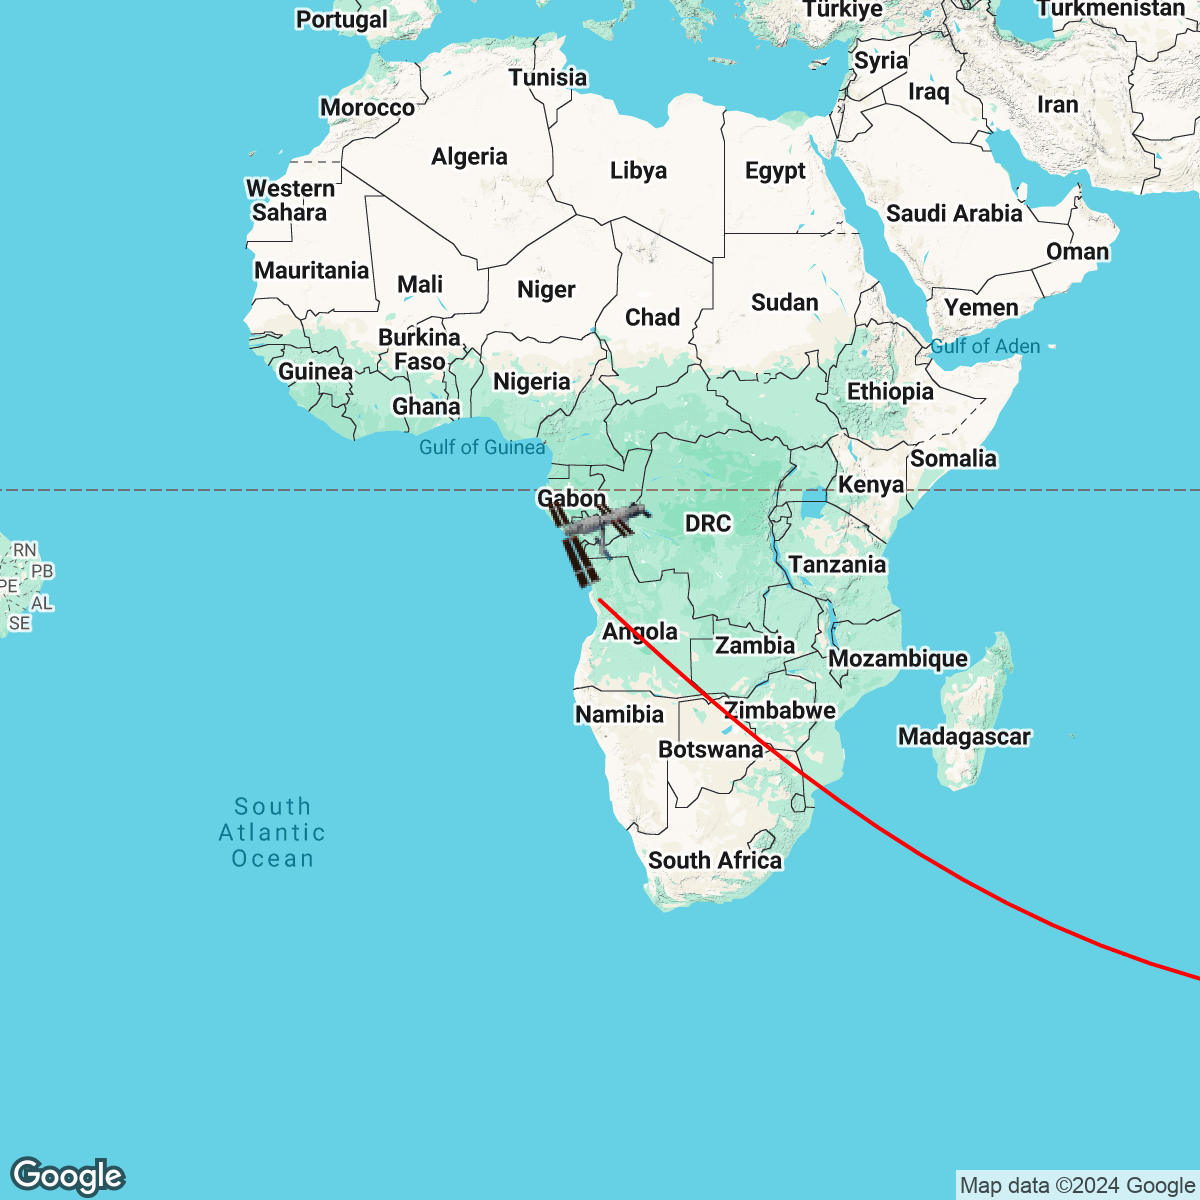 Türkiye
Turkmenistan
Portugal
Syria
Tunisia
Iraq
Iran
Morocco
Algeria
Libya
Egypt
Western
Sahara
Saudi Arabia
Oman
Mauritania
Mali
Niger
Chad
Sudan
Yemen
Burkina
Faso
Gulf of Aden
Guinea
Nigeria
Ethiopia
Ghana
Gulf of Guinea
Somalia
Kenya
Gabon
DRC
RN
PB
PE
Tanzania
AL
SE
Angola
Zambia
Mozambique
Namibia
Zimbabwe
Botswana
Madagascar
South
Atlantic
Ocean
South Africa
Google
Map data ©2024 Google